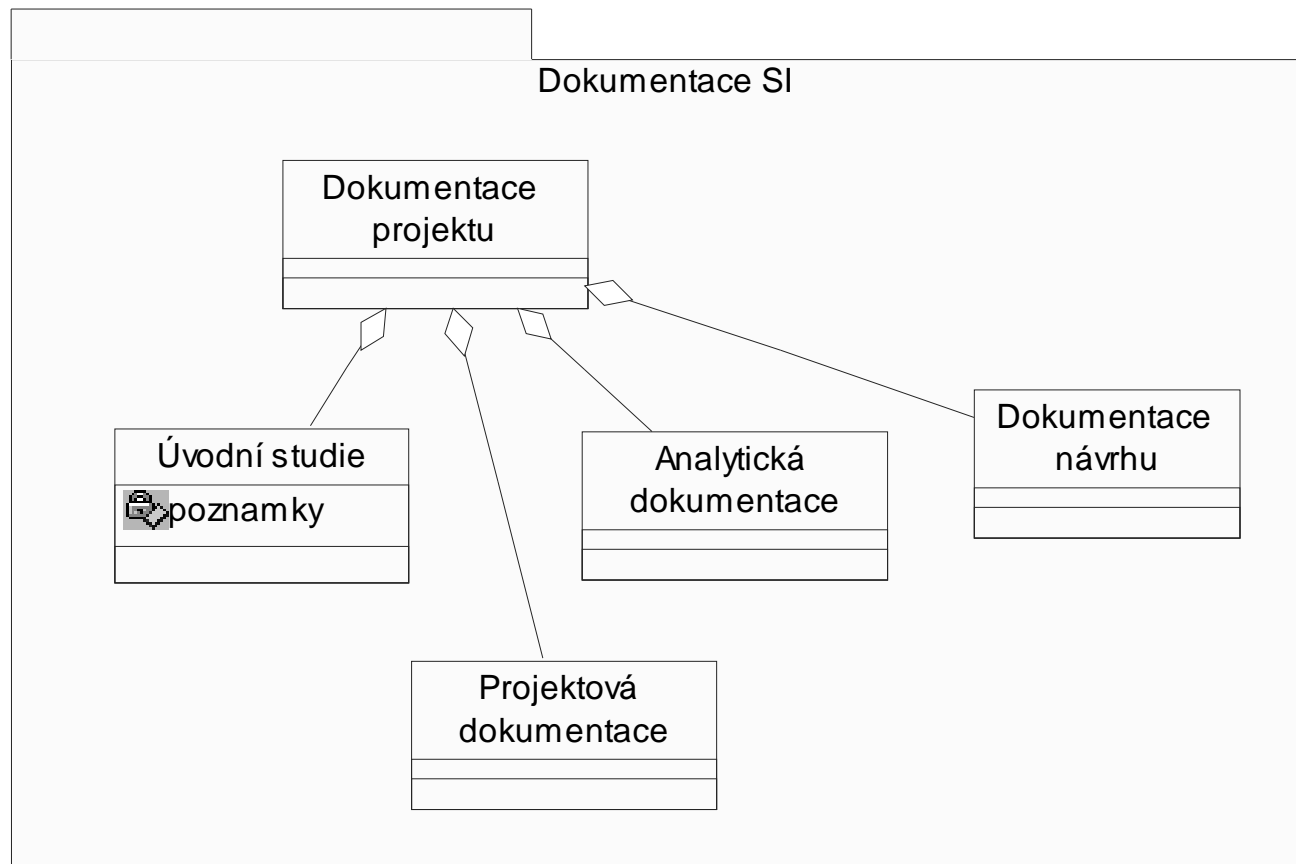 Dokumentace SI
Dokumentace
projektu
Úvodní studie
poznamky
Analytická
dokumentace
Dokumentace
návrhu
Projektová
dokumentace